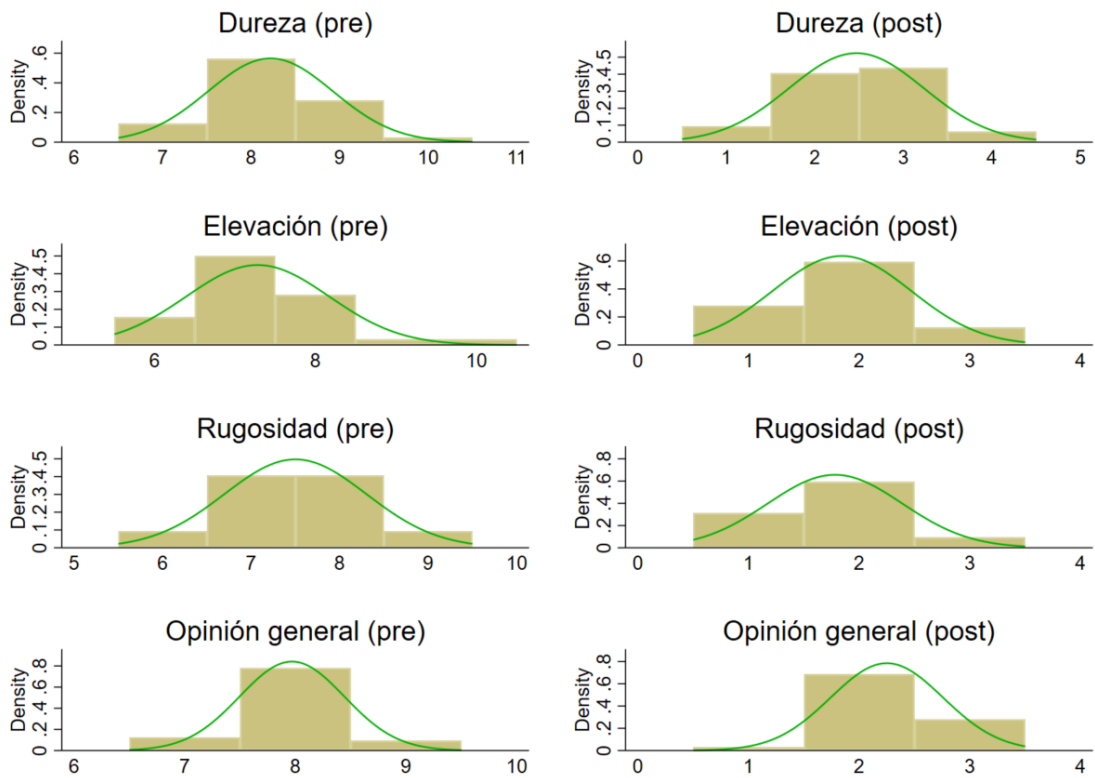 Dureza (pre)
Density
0 .2 .4 .6
6 7 8 9 10 11
Dureza (post)
Density
0 .1 .2 .3 .4 .5
0 1 2 3 4 5
Elevación (pre)
Density
0 .1 .2 .3 .4 .5
6 8 10
Elevación (post)
Density
0 .2 .4 .6
0 1 2 3 4
Rugosidad (pre)
Density
0 .1 .2 .3 .4 .5
5 6 7 8 9 10
Rugosidad (post)
Density
0 .2 .4 .6 .8
0 1 2 3 4
Opinión general (pre)
Density
0 .2 .4 .6 .8
6 7 8 9 10
Opinión general (post)
Density
0 .2 .4 .6 .8
0 1 2 3 4